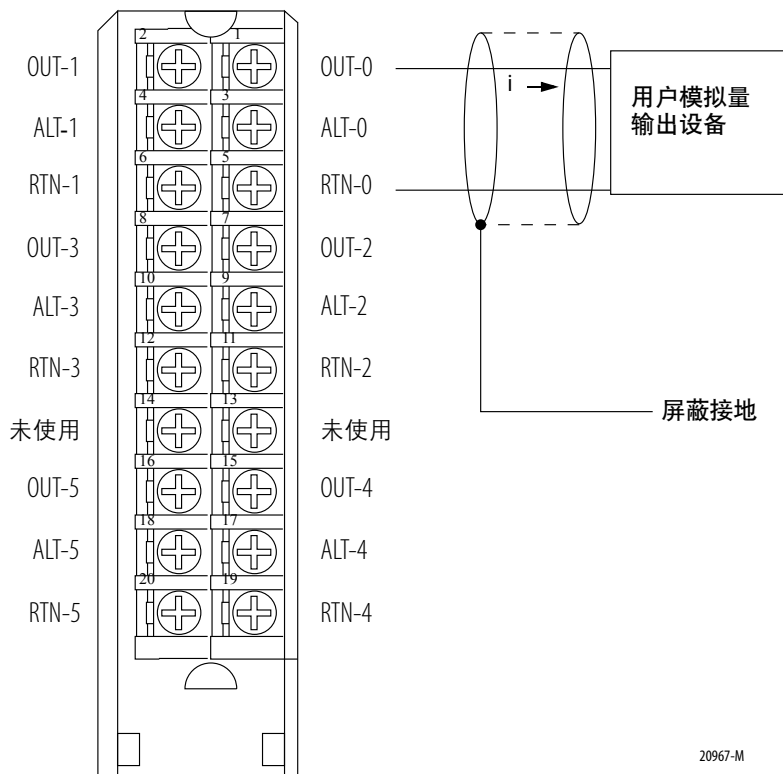 2 1
OUT-1 OUT-0
i
用户模拟量
输出设备
4 3
ALT-1 ALT-0
6 5
RTN-1 RTN-0
8 7
OUT-3 OUT-2
10 9
ALT-3 ALT-2
12 11
RTN-3 RTN-2
14 13
屏蔽接地
未使用 未使用
16 15
OUT-5 OUT-4
18 17
ALT-5 ALT-4
20 19
RTN-5 RTN-4
20967-M